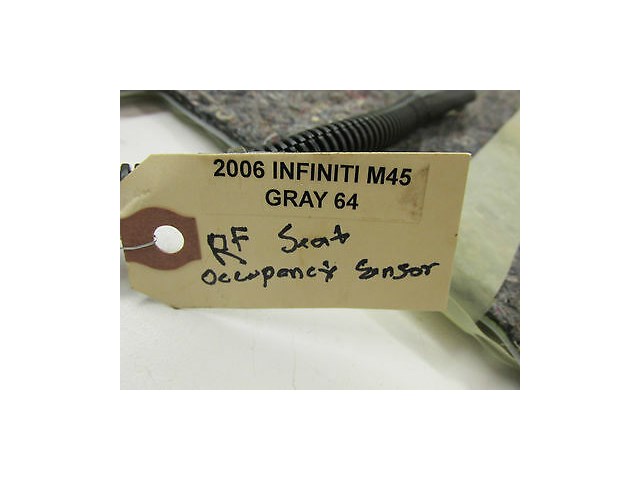 2006 INFINITI M45
GRAY 64
RF Seat
Occupancy Sensor